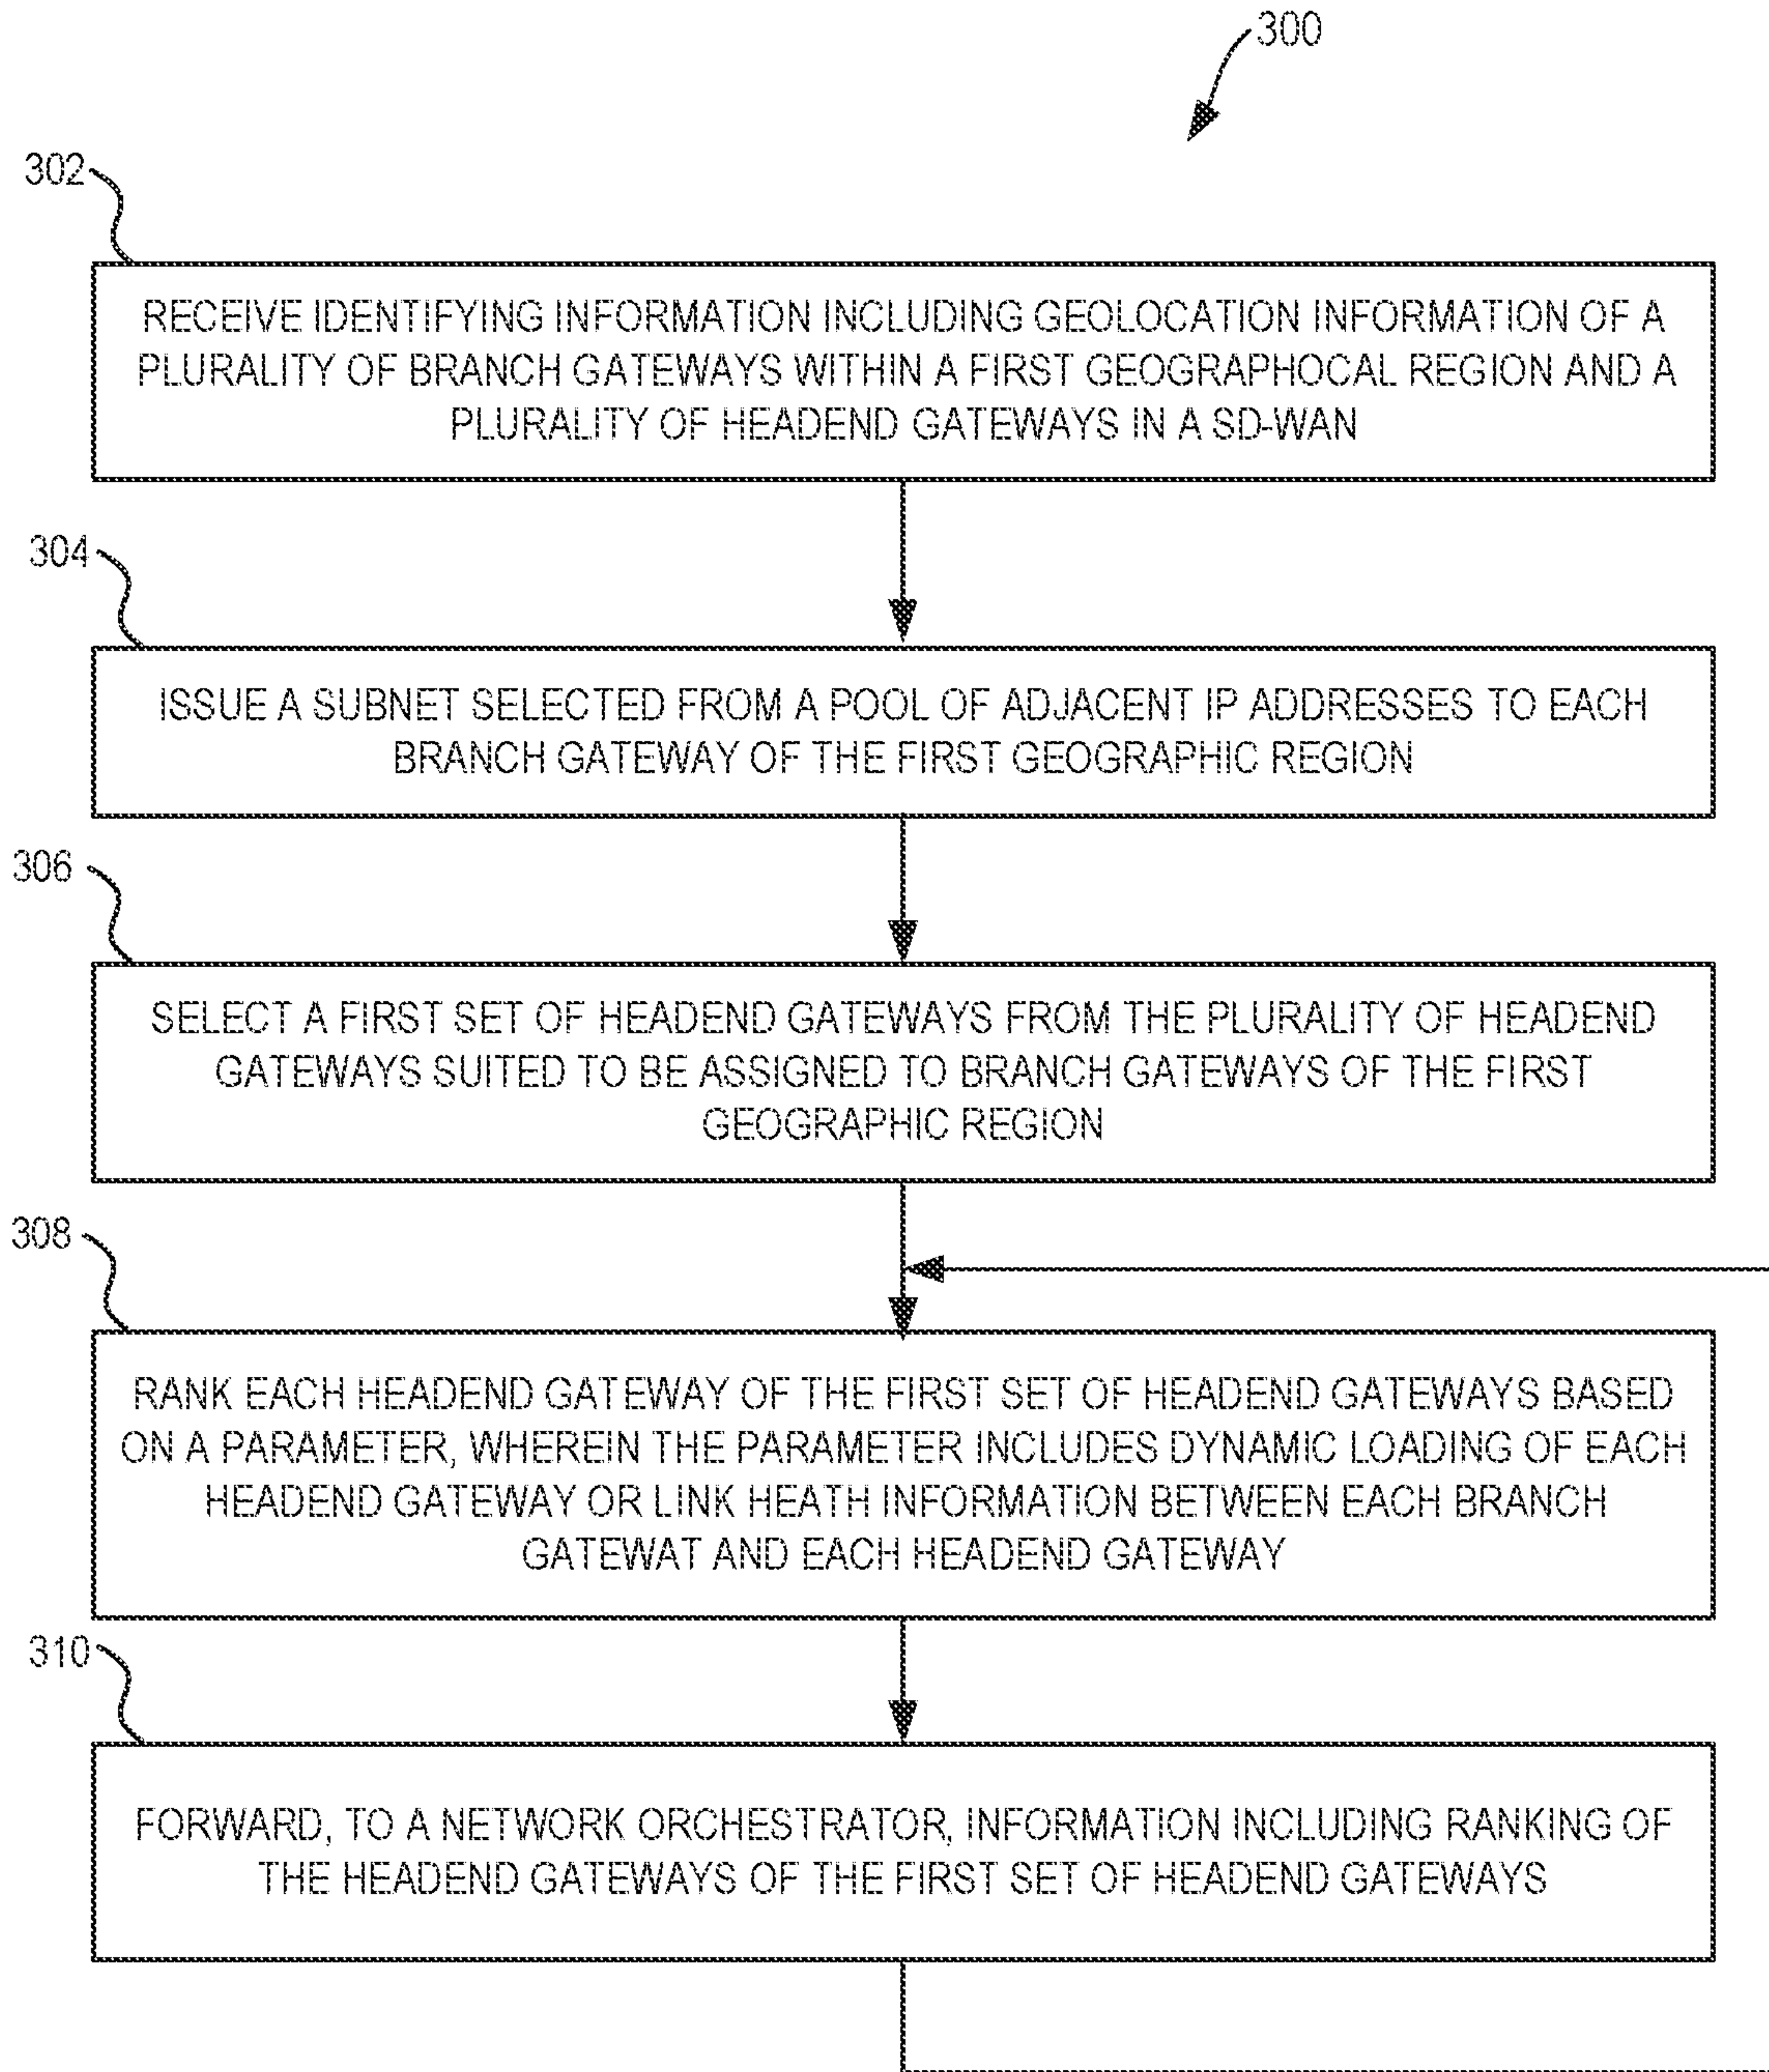 300
302
RECEIVE IDENTIFYING INFORMATION INCLUDING GEOLOCATION INFORMATION OF A
PLURALITY OF BRANCH GATEWAYS WITHIN A FIRST GEOGRAPHOCAL REGION AND A
PLURALITY OF HEADEND GATEWAYS IN A SD-WAN
304
ISSUE A SUBNET SELECTED FROM A POOL OF ADJACENT IP ADDRESSES TO EACH
BRANCH GATEWAY OF THE FIRST GEOGRAPHIC REGION
306
SELECT A FIRST SET OF HEADEND GATEWAYS FROM THE PLURALITY OF HEADEND
GATEWAYS SUITED TO BE ASSIGNED TO BRANCH GATEWAYS OF THE FIRST
GEOGRAPHIC REGION
308
RANK EACH HEADEND GATEWAY OF THE FIRST SET OF HEADEND GATEWAYS BASED
ON A PARAMETER, WHEREIN THE PARAMETER INCLUDES DYNAMIC LOADING OF EACH
HEADEND GATEWAY OR LINK HEATH INFORMATION BETWEEN EACH BRANCH
GATEWAT AND EACH HEADEND GATEWAY
310
FORWARD, TO A NETWORK ORCHESTRATOR, INFORMATION INCLUDING RANKING OF
THE HEADEND GATEWAYS OF THE FIRST SET OF HEADEND GATEWAYS